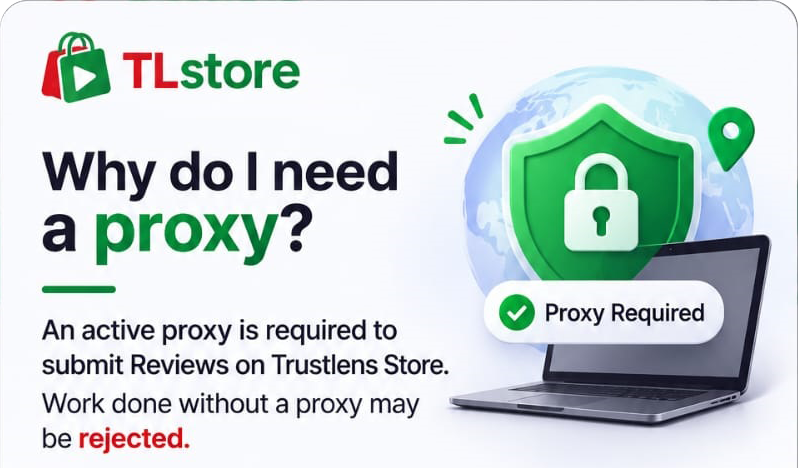 TLstore
Why do I need
a proxy?
An active proxy is required to
submit Reviews on Trustlens Store.
Work done without a proxy may
be rejected.
Proxy Required